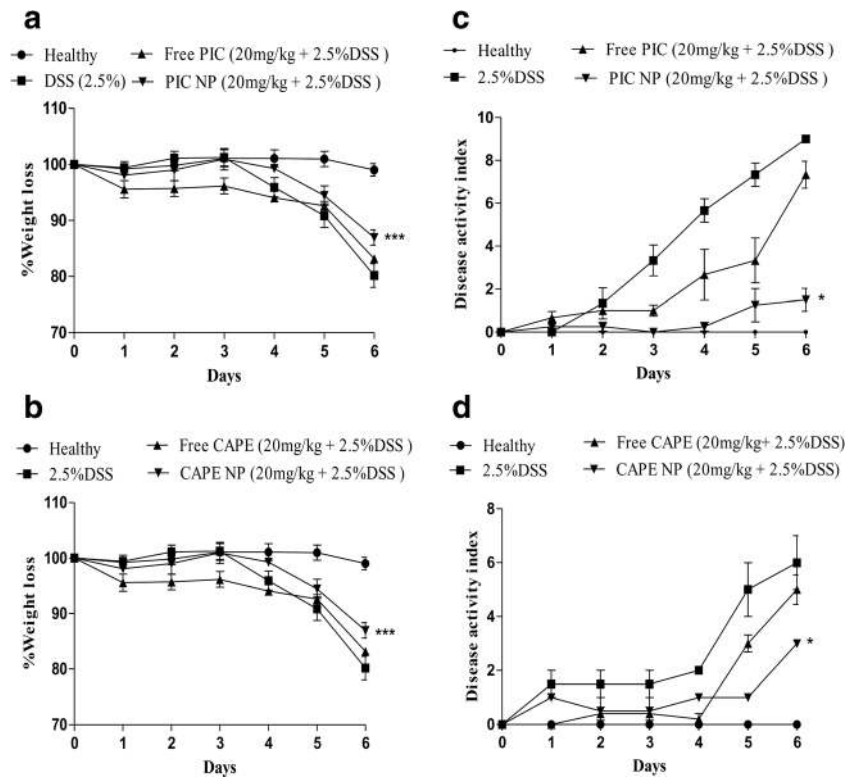 a
Healthy
Free PIC (20mg/kg + 2.5%DSS )
DSS (2.5%)
PIC NP (20mg/kg + 2.5%DSS )
%Weight loss
110
100
90
80
70
***
0 1 2 3 4 5 6
Days
c
Healthy
Free PIC (20mg/kg + 2.5%DSS )
2.5%DSS
PIC NP (20mg/kg + 2.5%DSS )
Disease activity index
10
8
6
4
2
0
*
0 1 2 3 4 5 6
Days
b
Healthy
Free CAPE (20mg/kg + 2.5%DSS )
2.5%DSS
CAPE NP (20mg/kg + 2.5%DSS )
%Weight loss
110
100
90
80
70
***
0 1 2 3 4 5 6
Days
d
Healthy
Free CAPE (20mg/kg+ 2.5%DSS)
2.5%DSS
CAPE NP (20mg/kg + 2.5%DSS)
Disease activity index
8
6
4
2
0
*
0 1 2 3 4 5 6
Days